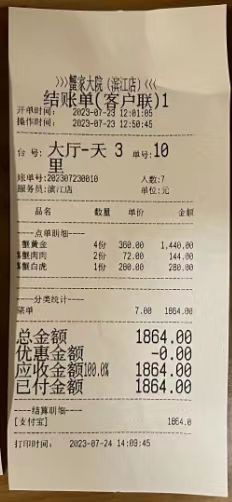 >>>蟹家大院(滨江店)<<<
结账单(客户联)1
开单时间： 2023-07-23 12:01:05
操作时间： 2023-07-23 12:50:45
台 号: 大厅-天 3 单号:10
里
账单号:202307230010 人数:7
服务员:滨江店 单位:元
品名 数量 单价 金额
----点单明细----
蟹黄金 4份 360.00 1,440.00
蟹肉肉 2份 72.00 144.00
蟹白虎 1份 280.00 280.00
----分类统计----
菜单 7.00 1864.00
总金额 1864.00
优惠金额 -0.00
应收金额100.0% 1864.00
已付金额 1864.00
----结算明细----
[支付宝] 1864.0
打印时间： 2023-07-24 14:09:45